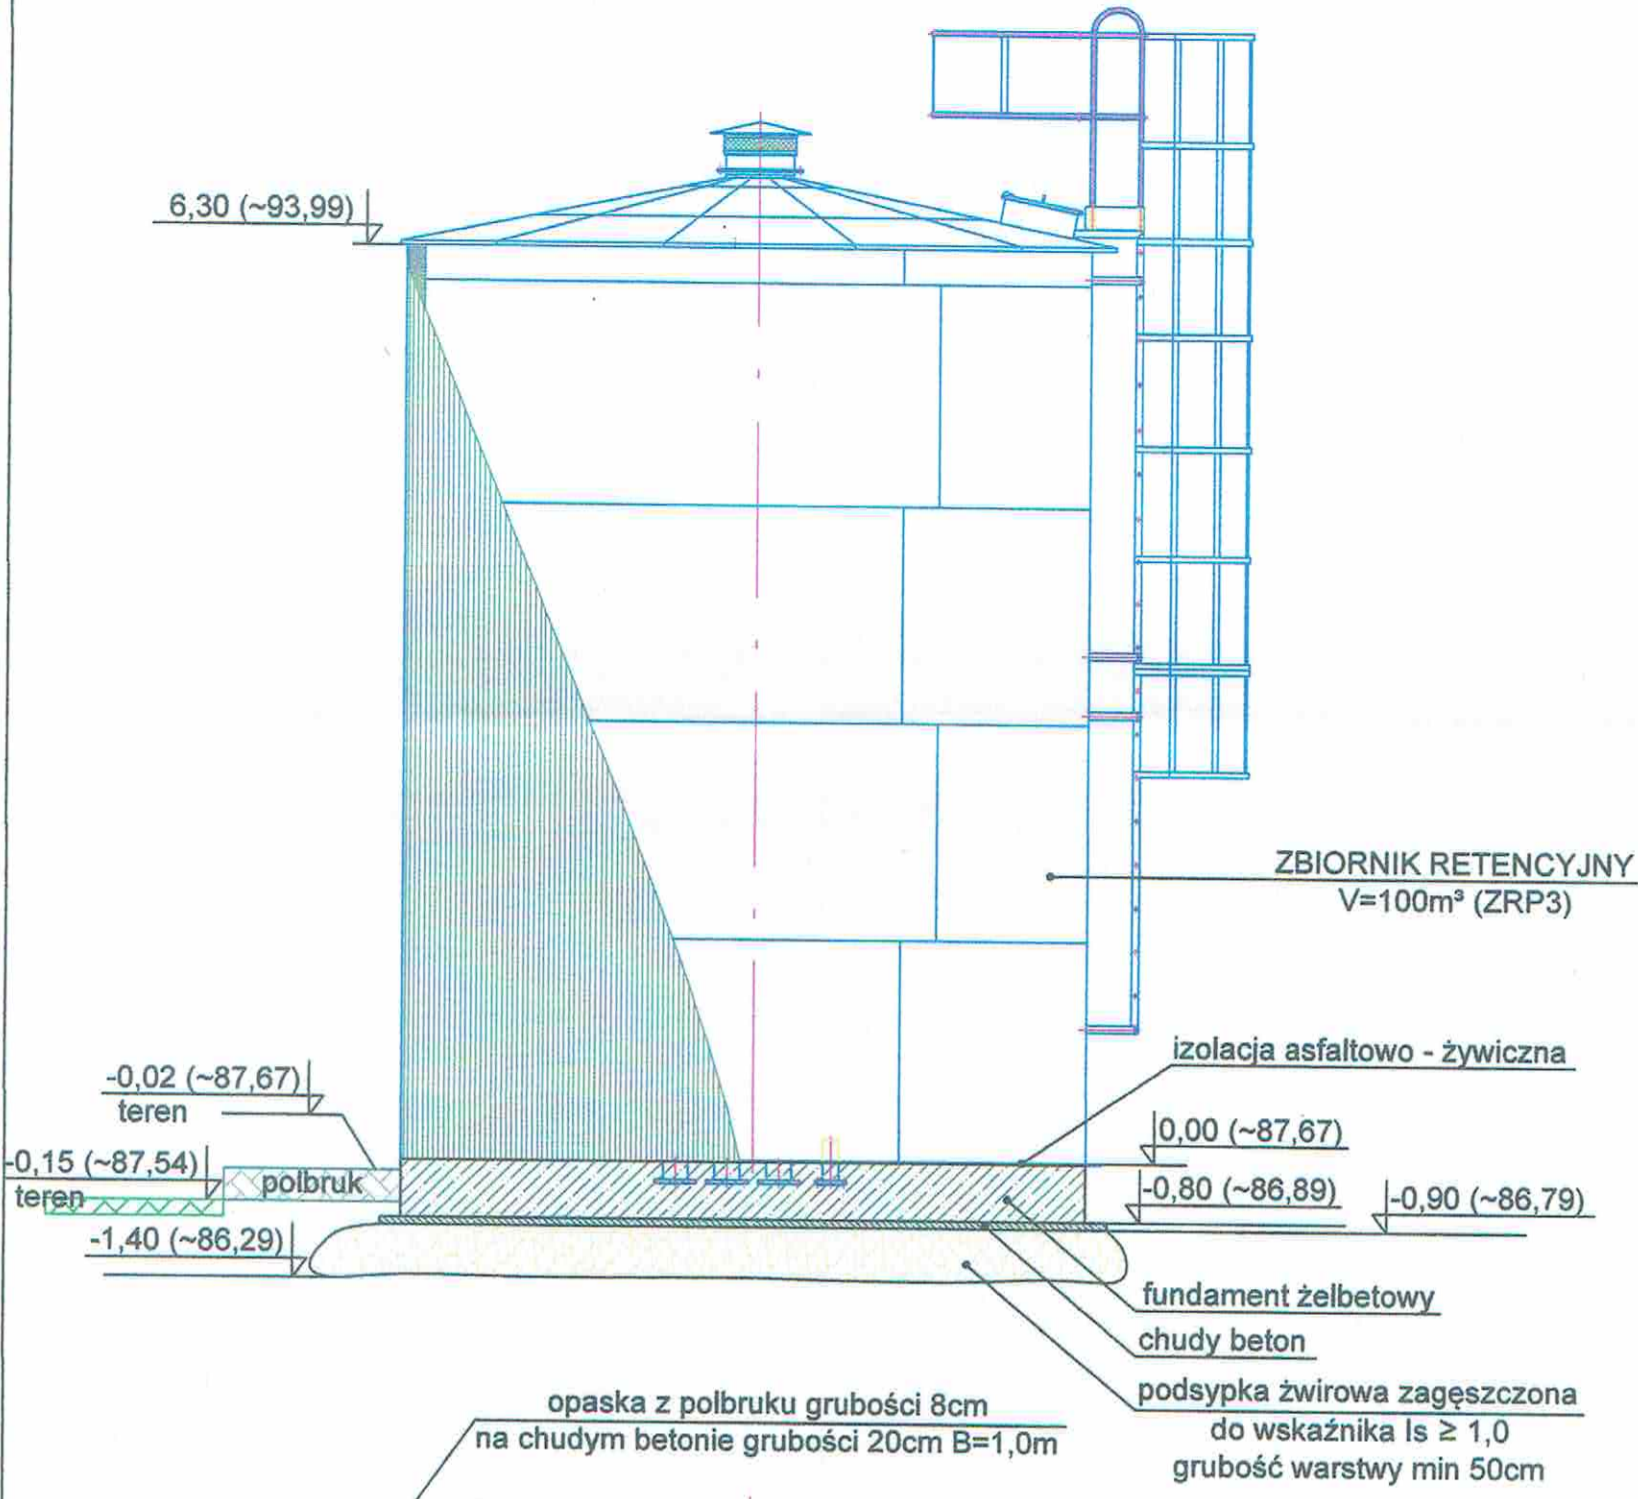 6,30 (~93,99)
ZBIORNIK RETENCYJNY
V=100m³ (ZRP3)
izolacja asfaltowo - żywiczna
-0,02 (~87,67)
teren
0,00 (~87,67)
-0,15 (~87,54)
teren
polbruk
-0,80 (~86,89)
-0,90 (~86,79)
-1,40 (~86,29)
fundament żelbetowy
chudy beton
podsypka żwirowa zagęszczona
do wskaźnika Is ≥ 1,0
grubość warstwy min 50cm
opaska z polbruku grubości 8cm
na chudym betonie grubości 20cm B=1,0m